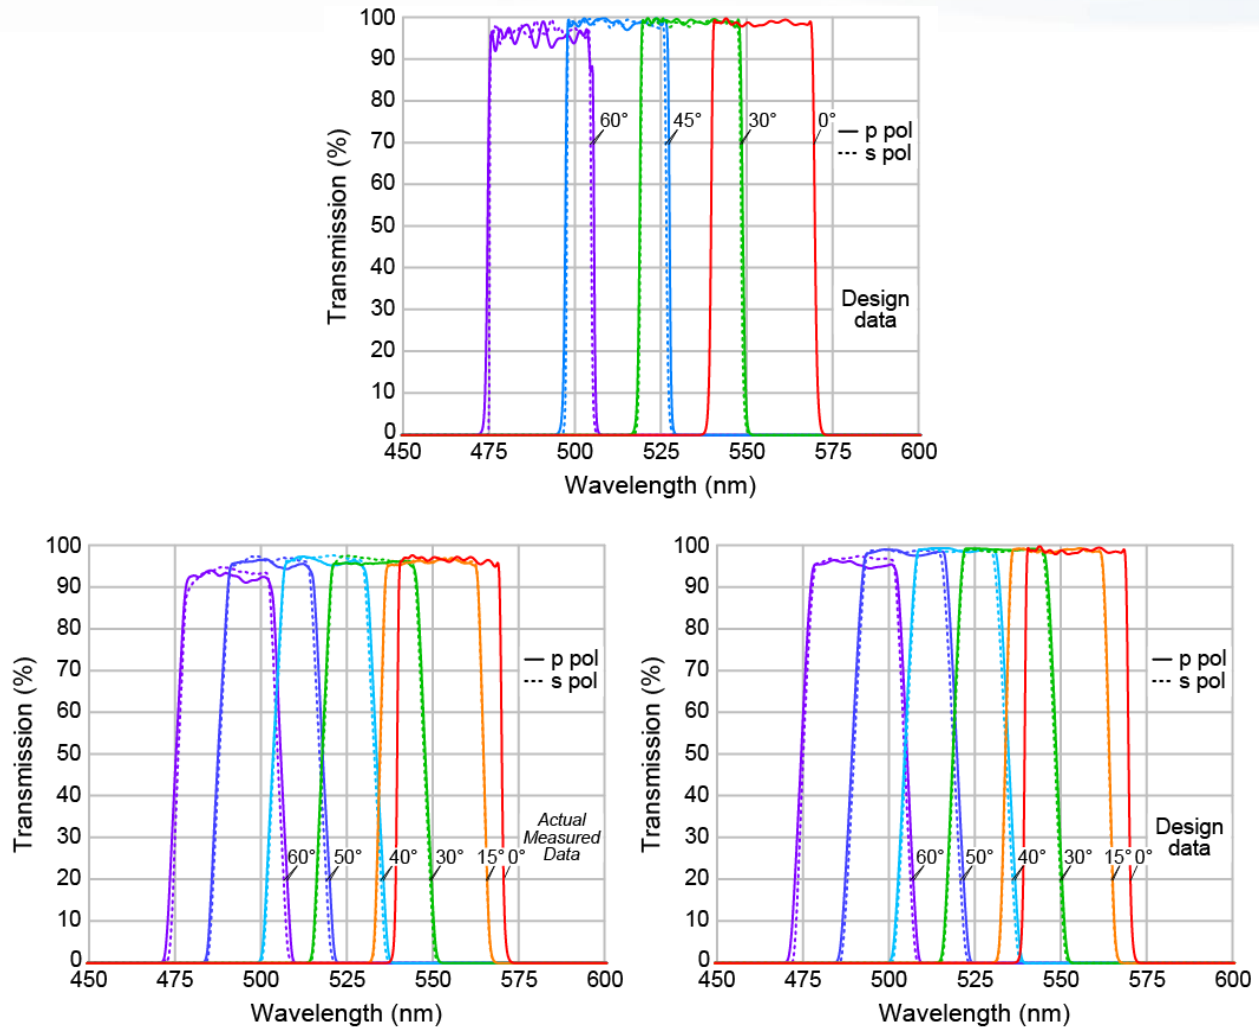 100
90
80
70
60
50
40
30
20
10
0
Transmission (%)
60°
45°
30°
0°
p pol
s pol
Design
data
450 475 500 525 550 575 600
Wavelength (nm)
100
90
80
70
60
50
40
30
20
10
0
Transmission (%)
p pol
s pol
Actual
Measured
Data
60° 50° 40° 30° 15° 0°
450 475 500 525 550 575 600
Wavelength (nm)
100
90
80
70
60
50
40
30
20
10
0
Transmission (%)
p pol
s pol
Design
data
60° 50° 40° 30° 15° 0°
450 475 500 525 550 575 600
Wavelength (nm)